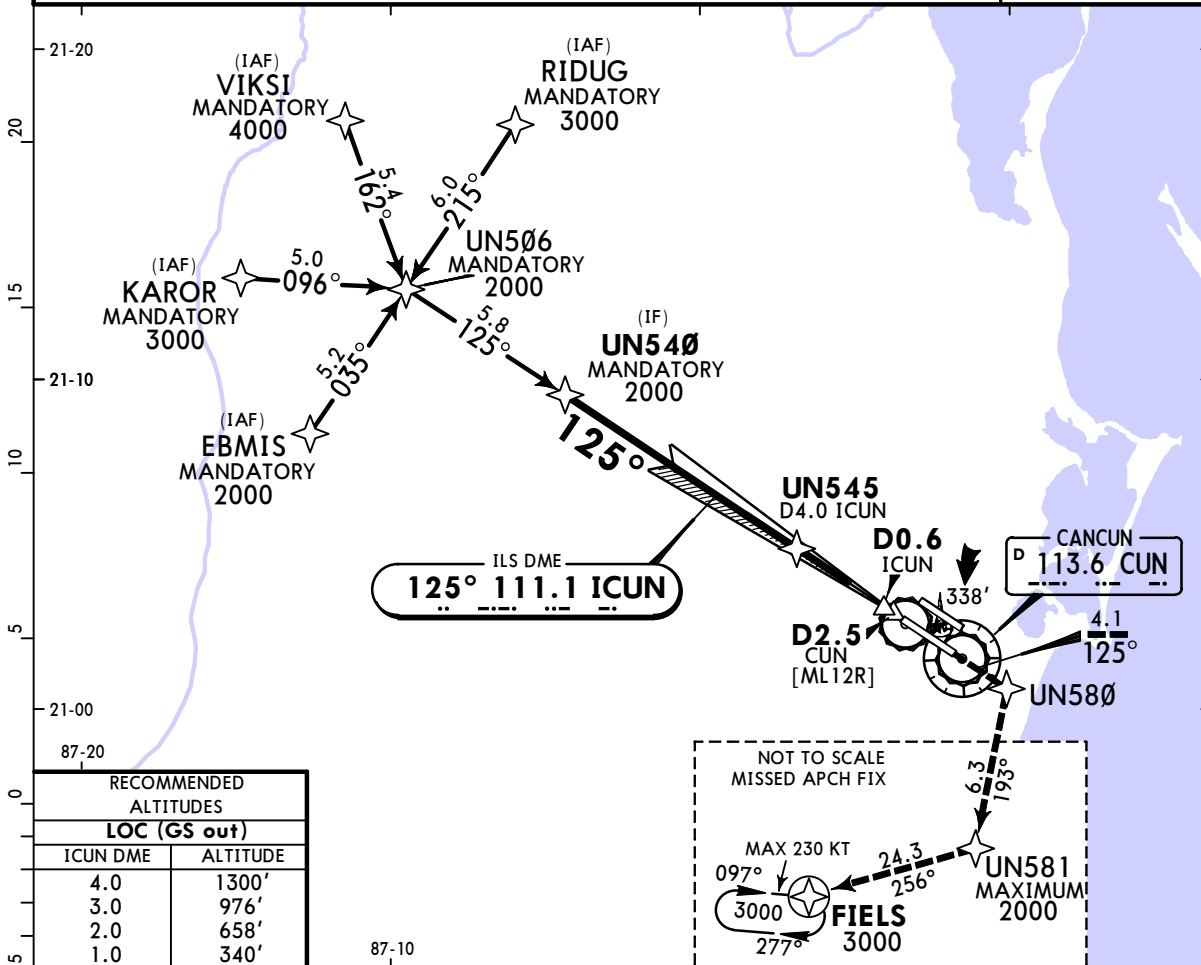 21-20
(IAF)
VIKSI
MANDATORY
4000
(IAF)
RIDUG
MANDATORY
3000
20
5.4
162°
6.0
215°
UN5Ø6
MANDATORY
2000
(IAF)
KAROR
MANDATORY
3000
5.0
096°
15
5.8
125°
(IF)
UN54Ø
MANDATORY
2000
5.2
035°
21-10
(IAF)
EBMIS
MANDATORY
2000
125°
10
UN545
D4.0 ICUN
D0.6
ICUN
CANCUN
D 113.6 CUN
ILS DME
125° 111.1 ICUN
338'
4.1
125°
5
D2.5
CUN
[ML12R]
UN58Ø
21-00
87-20
NOT TO SCALE
MISSED APCH FIX
6.3
193°
0
RECOMMENDED
ALTITUDES
LOC (GS out)
ICUN DME ALTITUDE
4.0 1300'
3.0 976'
2.0 658'
1.0 340'
MAX 230 KT
24.3
256°
UN581
MAXIMUM
2000
097°
3000
277°
FIELS
3000
5
87-10